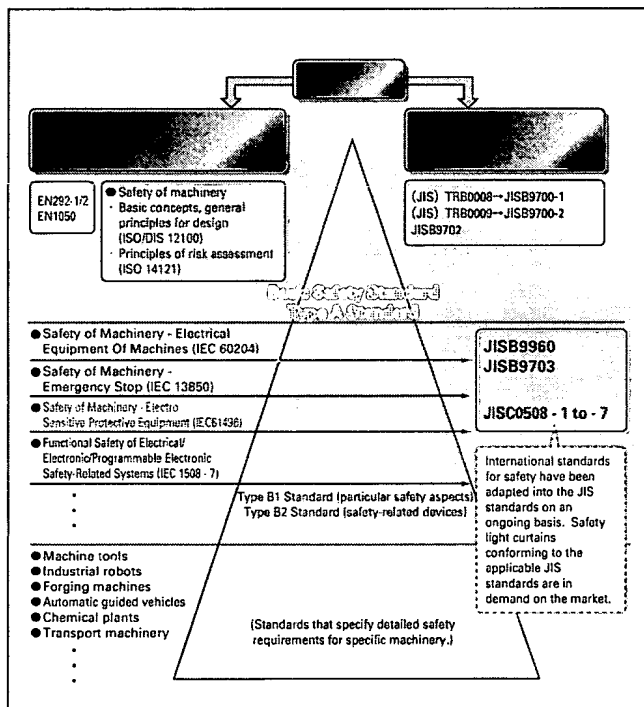 EN292-1/2
EN1050
● Safety of machinery
· Basic concepts, general
principles for design
(ISO/DIS 12100)
· Principles of risk assessment
(ISO 14121)
(JIS) TRB0008→JISB9700-1
(JIS) TRB0009→JISB9700-2
JISB9702
Basic Safety Standard
Type A Standard
● Safety of Machinery - Electrical
Equipment Of Machines (IEC 60204)
● Safety of Machinery -
Emergency Stop (IEC 13850)
● Safety of Machinery - Electro
Sensitive Protective Equipment (IEC61496)
● Functional Safety of Electrical/
Electronic/Programmable Electronic
Safety-Related Systems (IEC 1508 - 7)
JISB9960
JISB9703
JISC0508 - 1 to - 7
International standards
for safety have been
adapted into the JIS
standards on an
ongoing basis. Safety
light curtains
conforming to the
applicable JIS
standards are in
demand on the market.
Type B1 Standard (particular safety aspects)
Type B2 Standard (safety-related devices)
● Machine tools
● Industrial robots
● Forging machines
● Automatic guided vehicles
● Chemical plants
● Transport machinery
(Standards that specify detailed safety
requirements for specific machinery.)